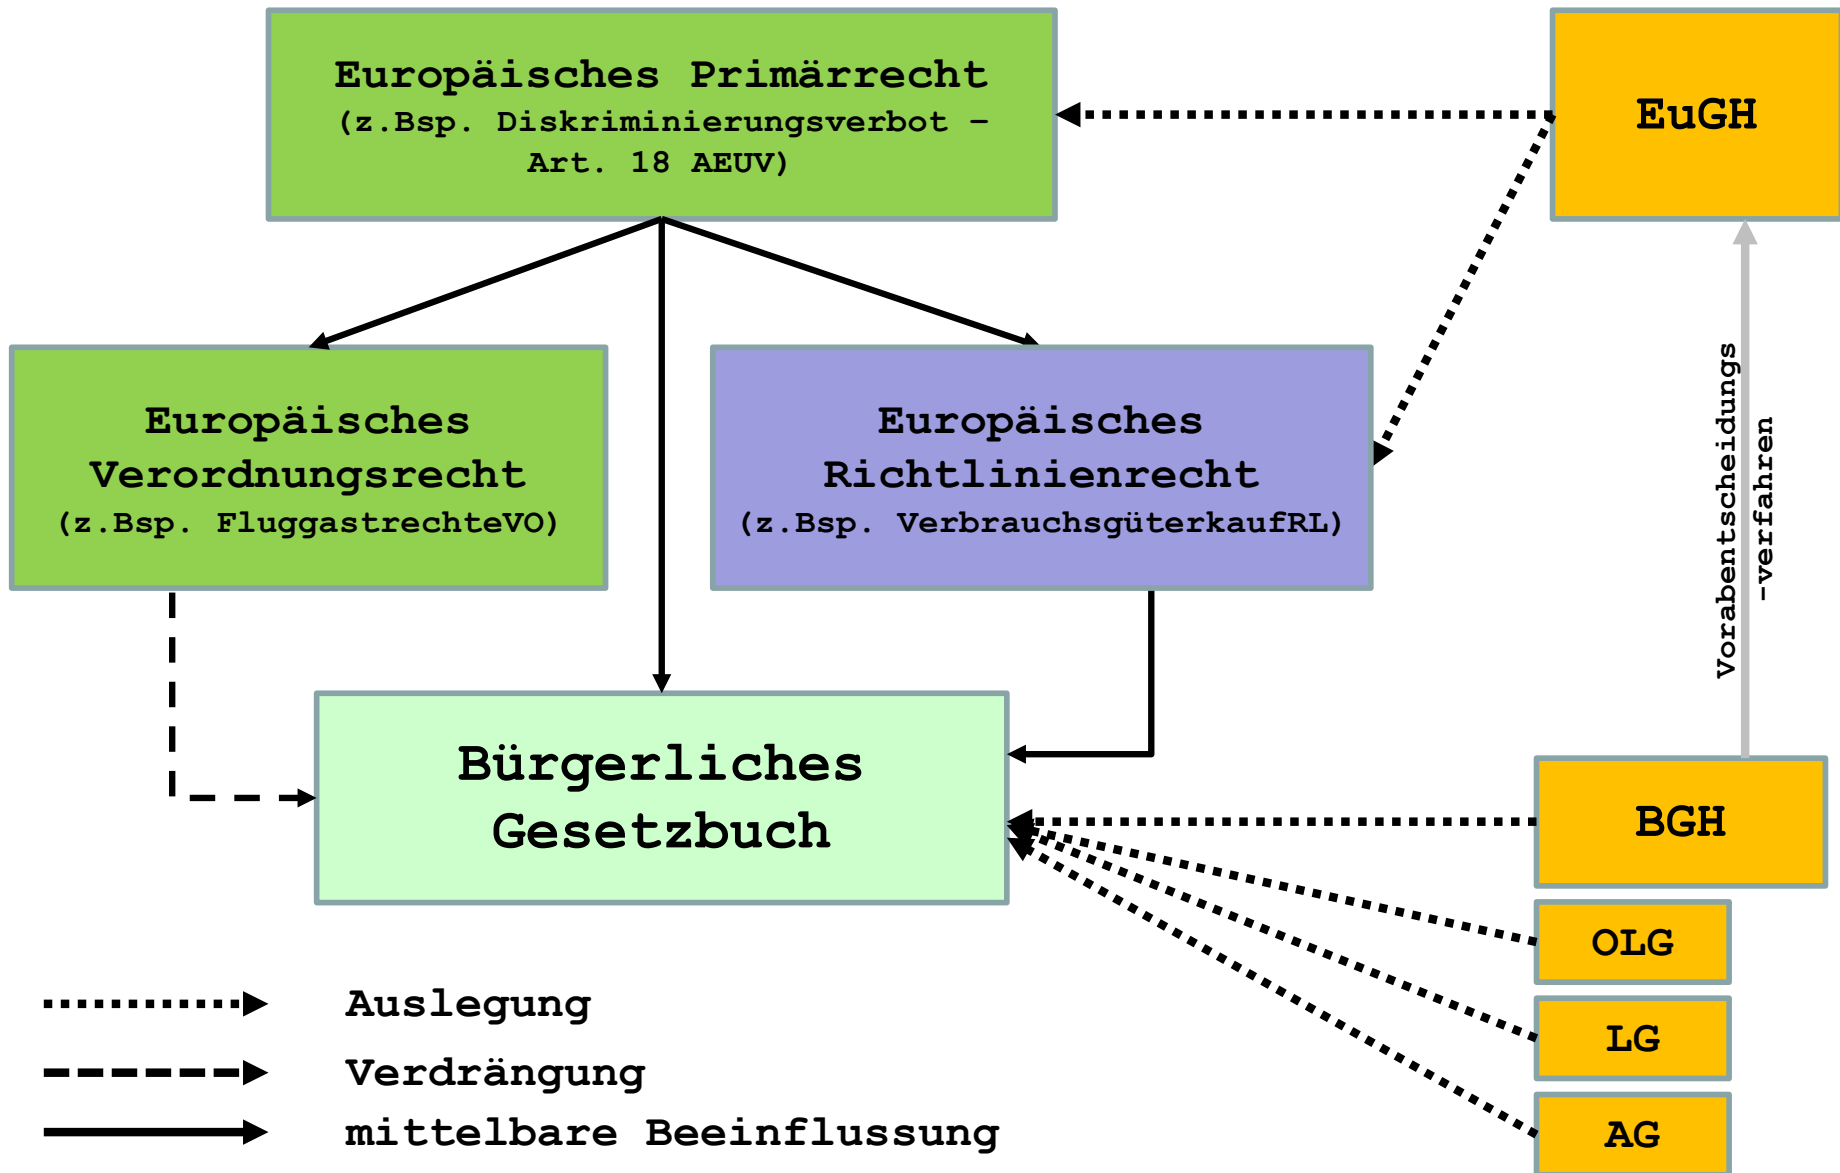 Europäisches Primärrecht
(z.Bsp. Diskriminierungsverbot –
Art. 18 AEUV)
EuGH
Europäisches
Verordnungsrecht
(z.Bsp. FluggastrechteVO)
Europäisches
Richtlinienrecht
(z.Bsp. VerbrauchsgüterkaufRL)
Vorabentscheidungs
-verfahren
Bürgerliches
Gesetzbuch
BGH
OLG
LG
AG
Auslegung
Verdrängung
mittelbare Beeinflussung